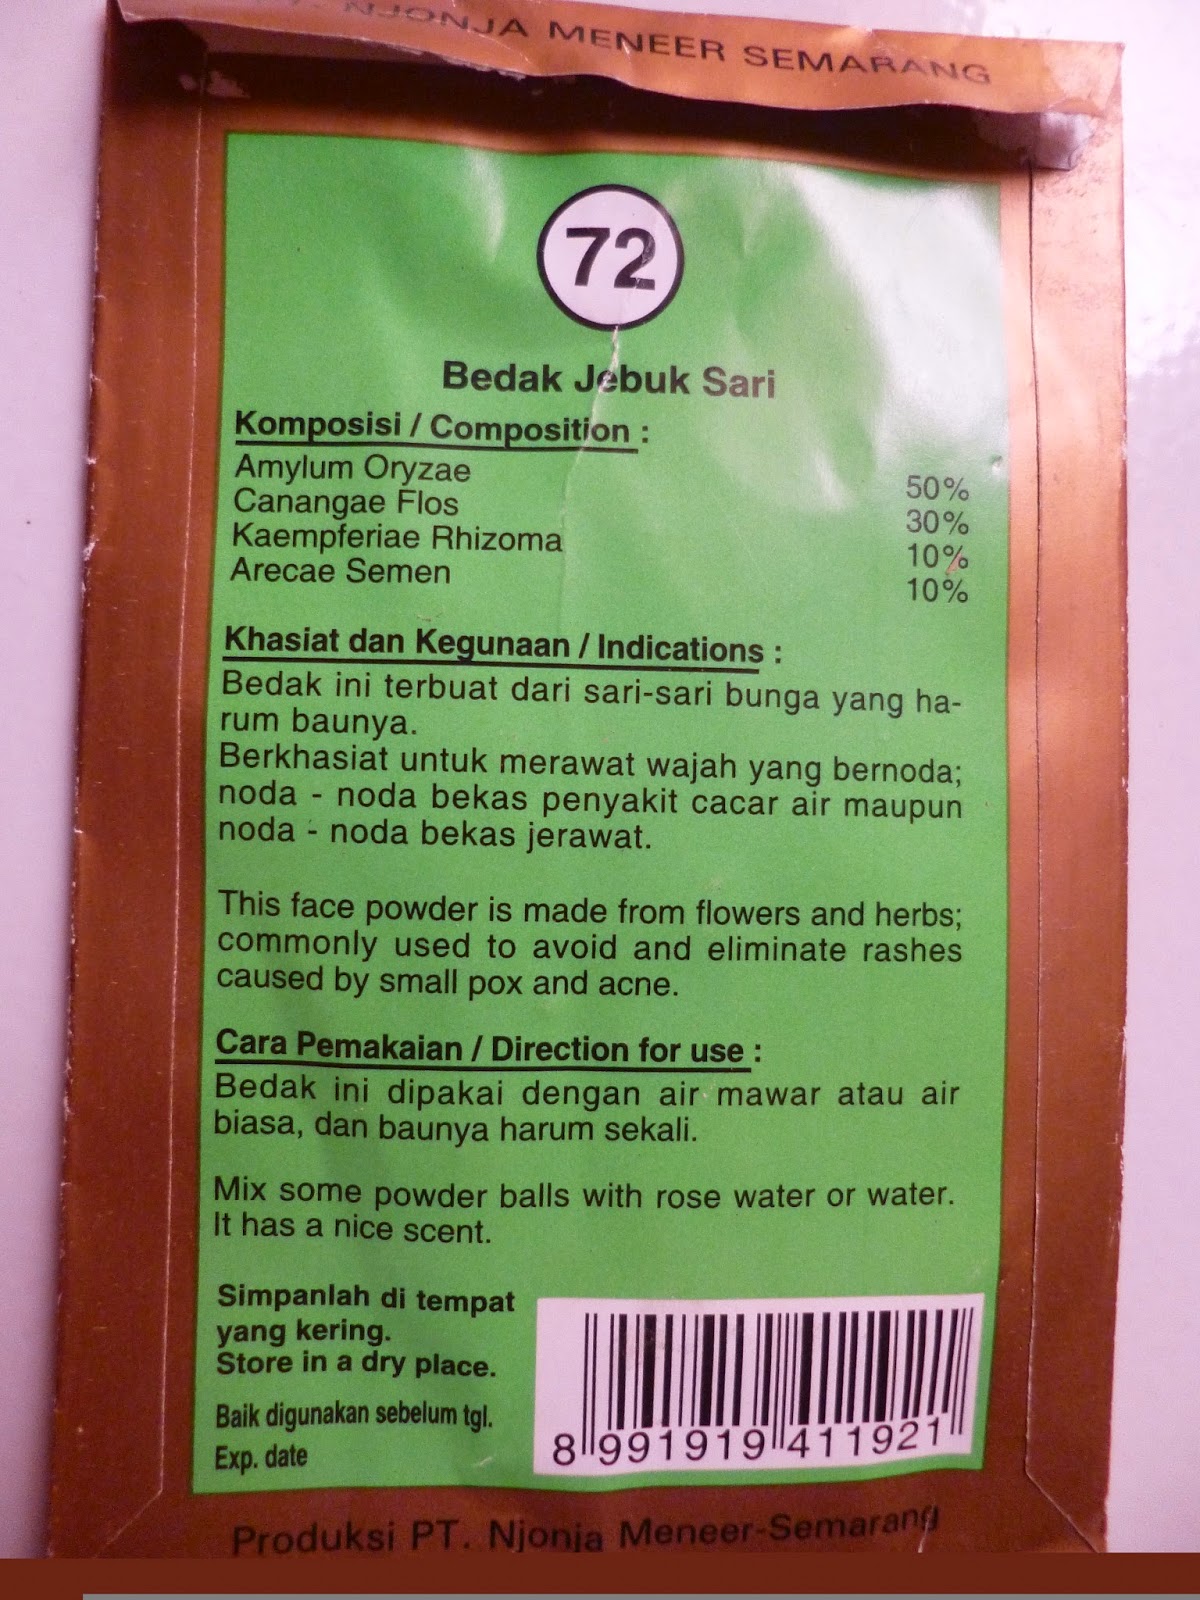 NJONJA MENEER SEMARANG
72
Bedak Jebuk Sari
Komposisi / Composition :
Amylum Oryzae 50%
Canangae Flos 30%
Kaempferiae Rhizoma 10%
Arecae Semen 10%
Khasiat dan Kegunaan / Indications :
Bedak ini terbuat dari sari-sari bunga yang ha-
rum baunya.
Berkhasiat untuk merawat wajah yang bernoda;
noda - noda bekas penyakit cacar air maupun
noda - noda bekas jerawat.
This face powder is made from flowers and herbs;
commonly used to avoid and eliminate rashes
caused by small pox and acne.
Cara Pemakaian / Direction for use :
Bedak ini dipakai dengan air mawar atau air
biasa, dan baunya harum sekali.
Mix some powder balls with rose water or water.
It has a nice scent.
Simpanlah di tempat
yang kering.
Store in a dry place.
Baik digunakan sebelum tgl.
Exp. date
8 991919 411921
Produksi PT. Njonja Meneer-Semarang